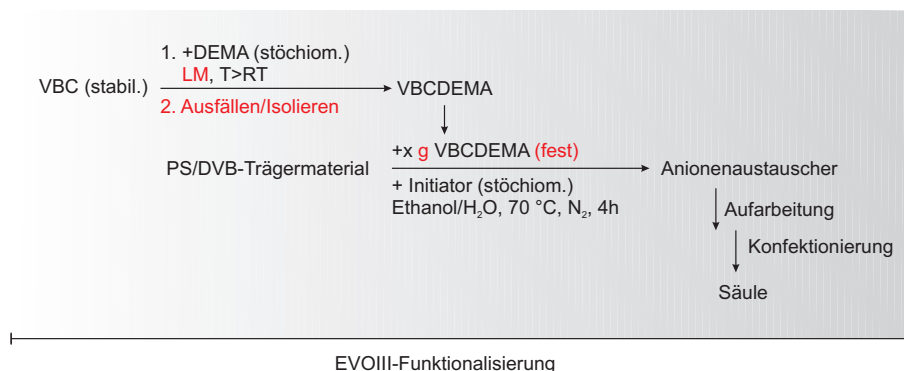 1. +DEMA (stöchiom.)
LM, T>RT
VBC (stabil.)
VBCDEMA
2. Ausfällen/Isolieren
+x g VBCDEMA (fest)
PS/DVB-Trägermaterial
Anionenaustauscher
+ Initiator (stöchiom.)
Ethanol/H₂O, 70 °C, N₂, 4h
Aufarbeitung
Konfektionierung
Säule
EVOIII-Funktionalisierung